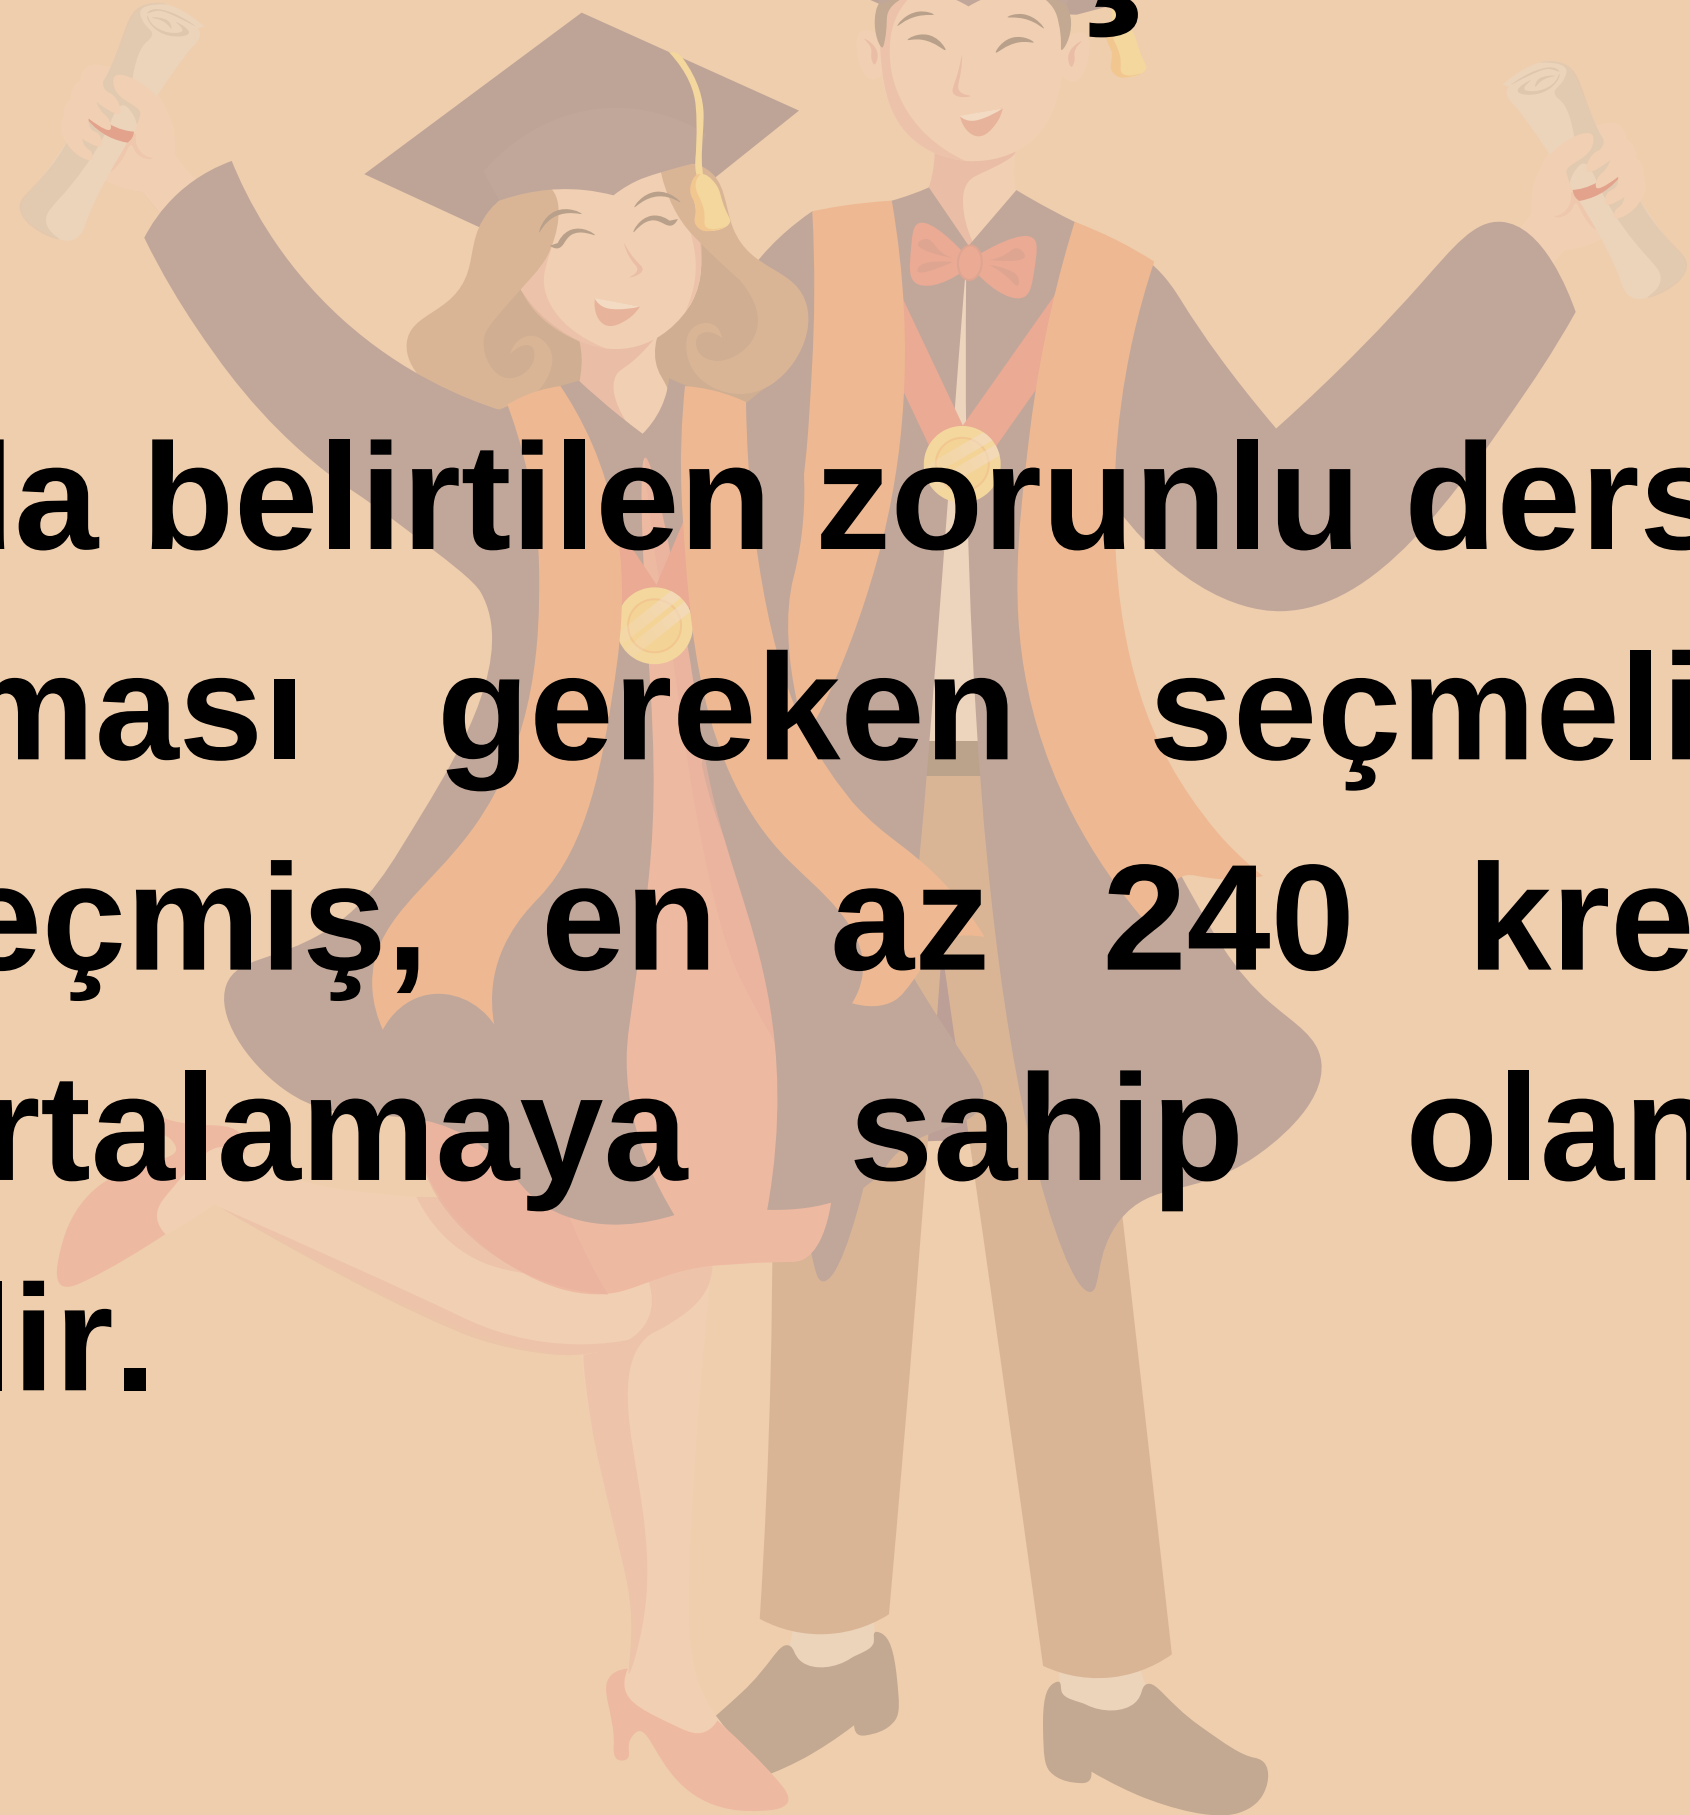 la belirtilen zorunlu ders
ması gereken seçmeli
eçmiş, en az 240 kre
rtalamaya sahip olan
lir.